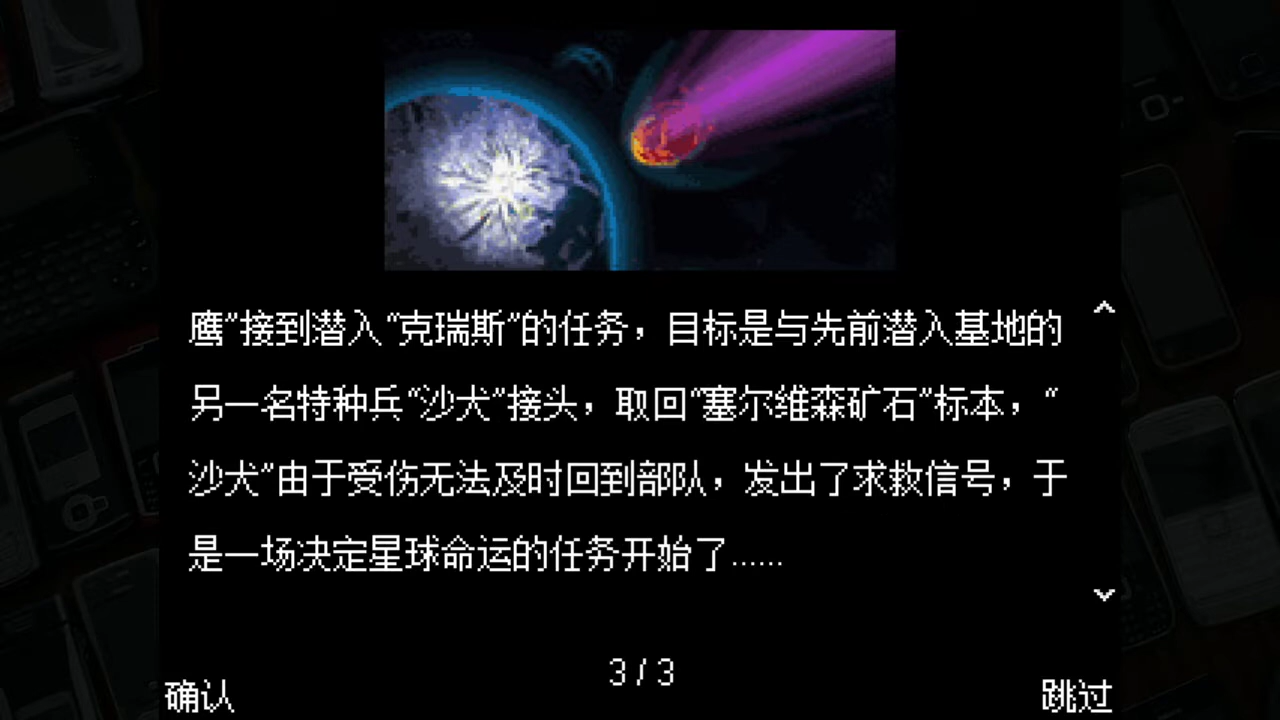 鹰”接到潜入“克瑞斯”的任务，目标是与先前潜入基地的
另一名特种兵“沙犬”接头，取回“塞尔维森矿石”标本，“
沙犬”由于受伤无法及时回到部队，发出了求救信号，于
是一场决定星球命运的任务开始了……
3/3
确认
跳过